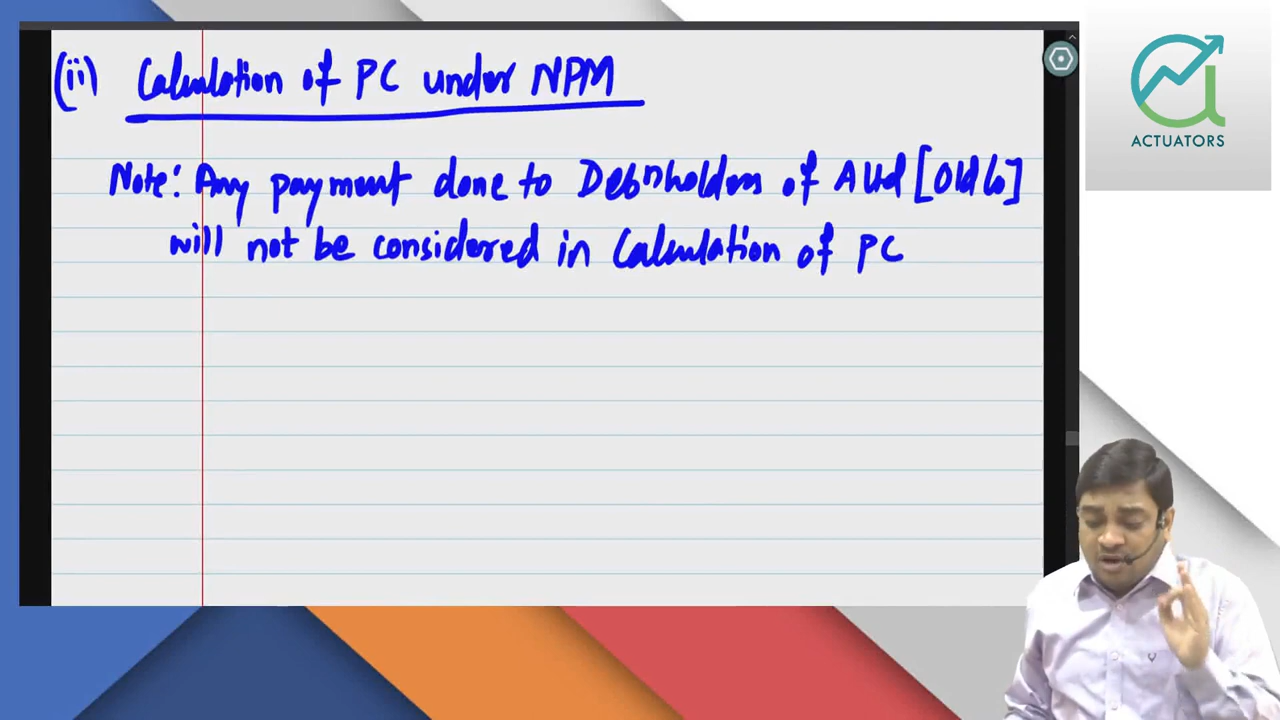 (ii) Calculation of PC under NPM
Note: Any payment done to Debnholders of A Ltd [Old Co]
will not be considered in Calculation of PC
ACTUATORS